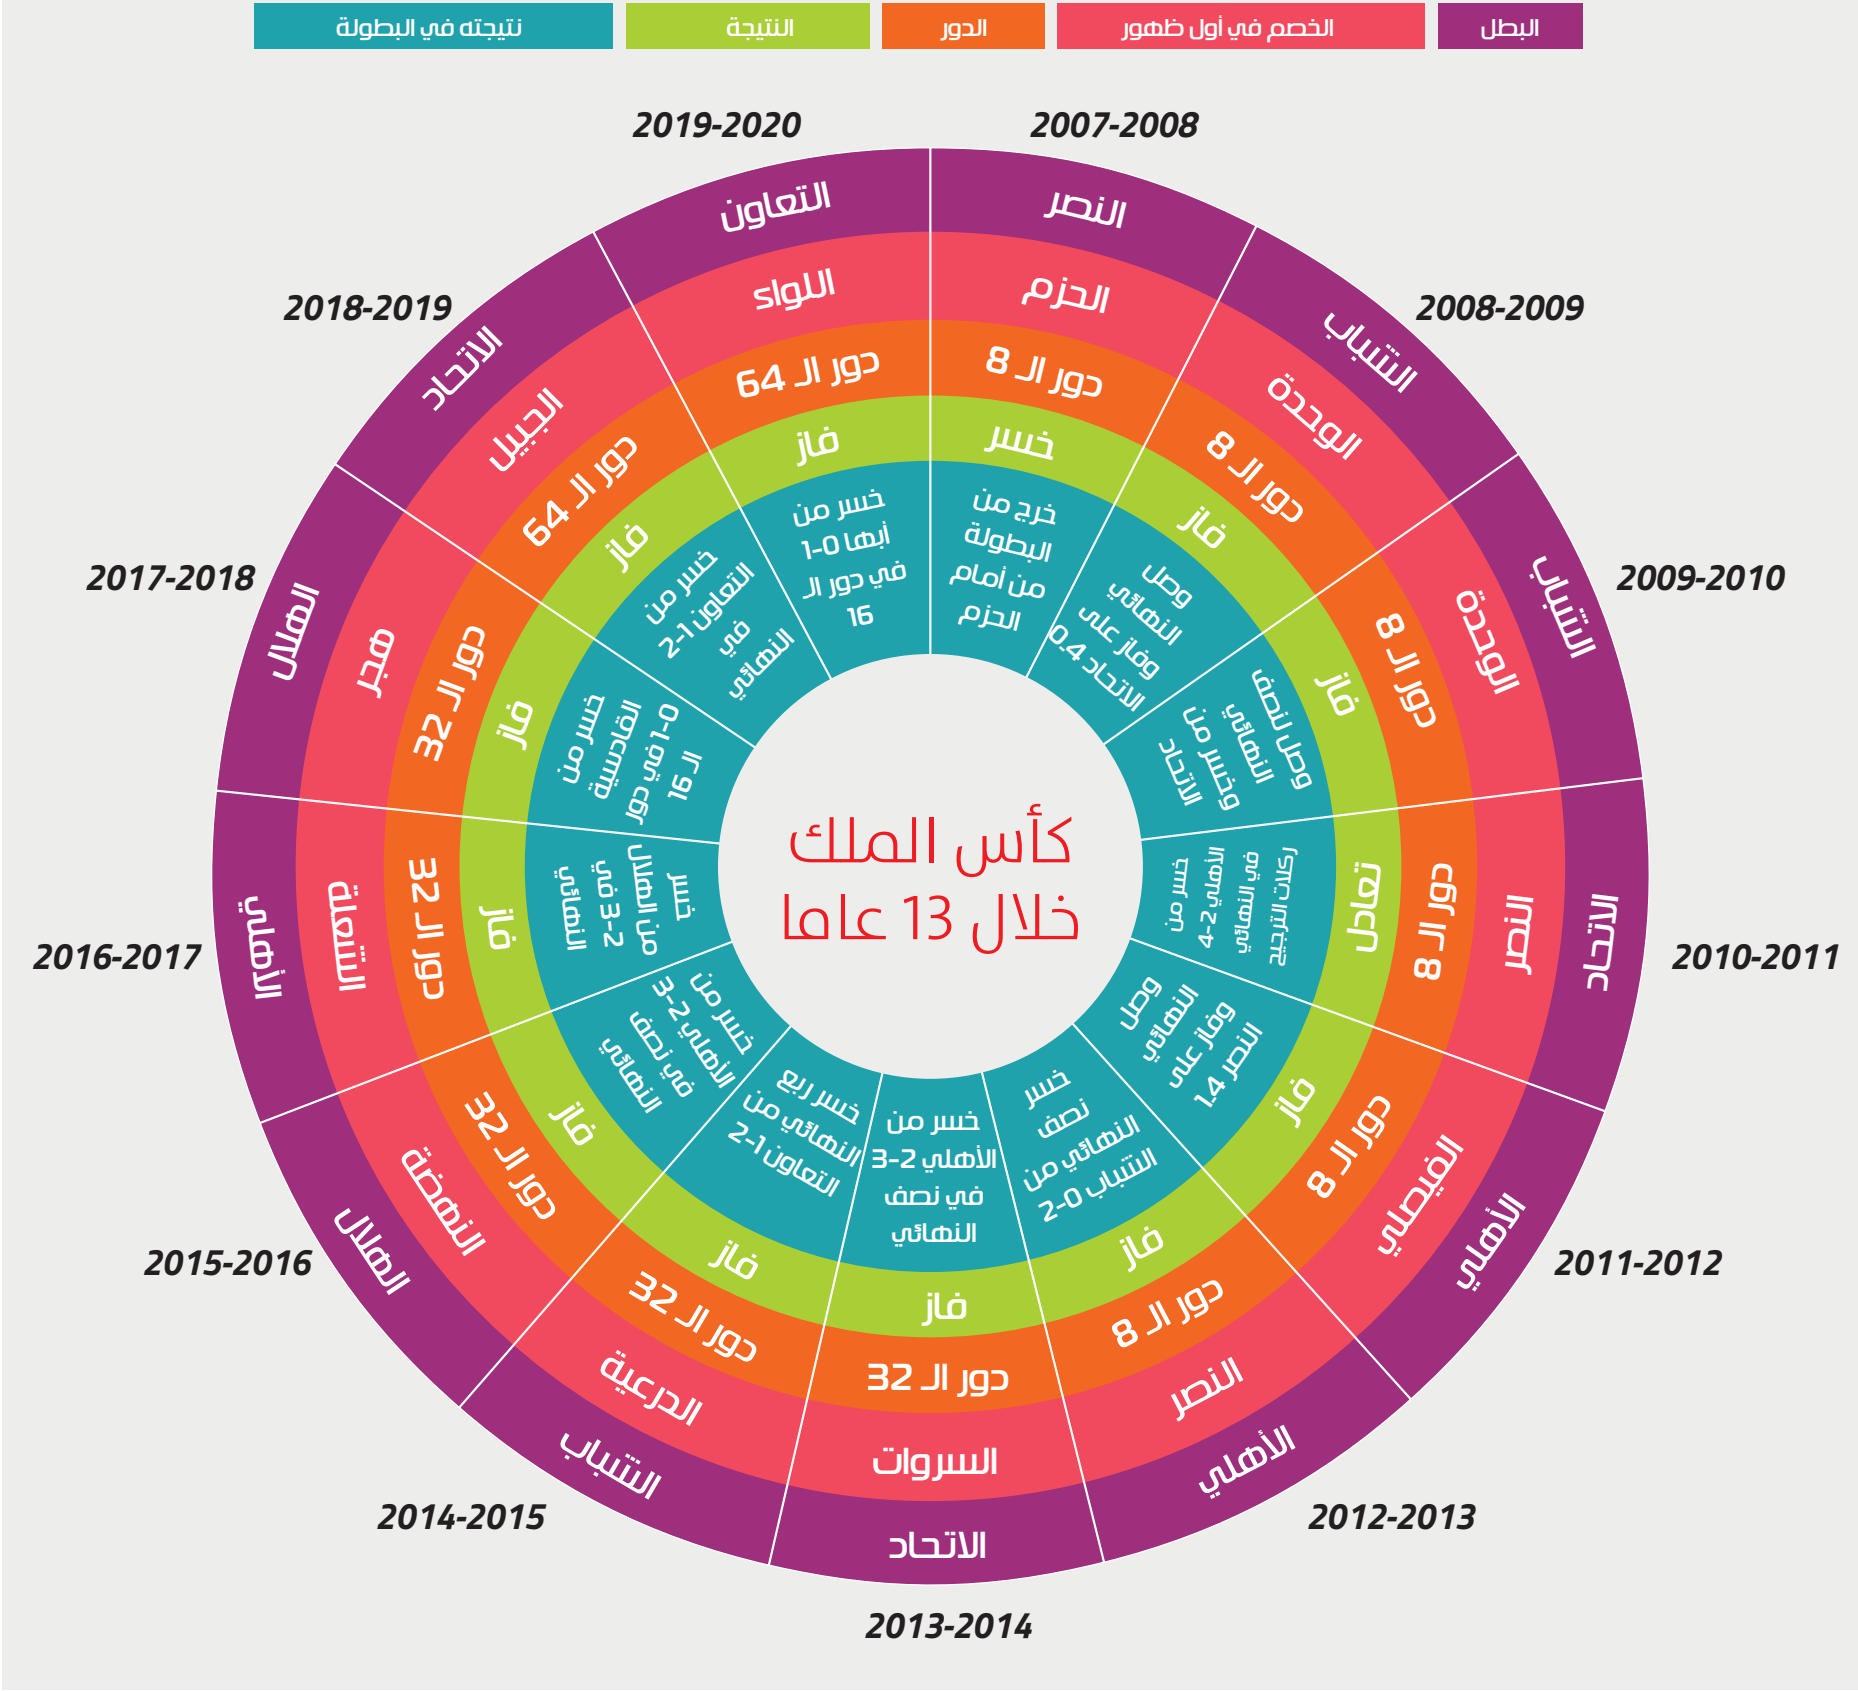 البطل
الخصم في أول ظهور
الدور
النتيجة
نتيجته في البطولة
كأس الملك
خلال 13 عاما
2007-2008
النصر
الحزم
دور الـ 8
خسر
خرج من
البطولة
من أمام
الحزم
2008-2009
الشباب
الوحدة
دور الـ 8
فاز
وصل
النهائي
وفاز على
الاتحاد 0.4
2009-2010
الشباب
الوحدة
دور الـ 8
فاز
وصل لنصف
النهائي
وخسر من
الاتحاد
2010-2011
الاتحاد
النصر
دور الـ 8
تعادل
خسر من
الأهلي 2-4
في النهائي
ركلات الترجيح
2011-2012
الأهلي
الفيصلي
دور الـ 8
فاز
وصل
النهائي
وفاز على
النصر 1.4
2012-2013
الأهلي
النصر
دور الـ 8
فاز
خسر
نصف
النهائي من
الشباب 0-2
2013-2014
الاتحاد
السروات
دور الـ 32
فاز
خسر من
الأهلي 2-3
في نصف
النهائي
2014-2015
الشباب
الدرعية
دور الـ 32
فاز
خسر ربع
النهائي من
التعاون 1-2
2015-2016
الهلال
النهضة
دور الـ 32
فاز
خسر من
الأهلي 2-3
في نصف
النهائي
2016-2017
الأهلي
الشعلة
دور الـ 32
فاز
خسر
من الهلال
2-3 في
النهائي
2017-2018
الهلال
هجر
دور الـ 32
فاز
خسر من
القادسية
0-1 في دور
الـ 16
2018-2019
الاتحاد
الجبيل
دور الـ 64
فاز
خسر من
التعاون 1-2
في
النهائي
2019-2020
التعاون
اللواء
دور الـ 64
فاز
خسر من
أبها 0-1
في دور الـ
16